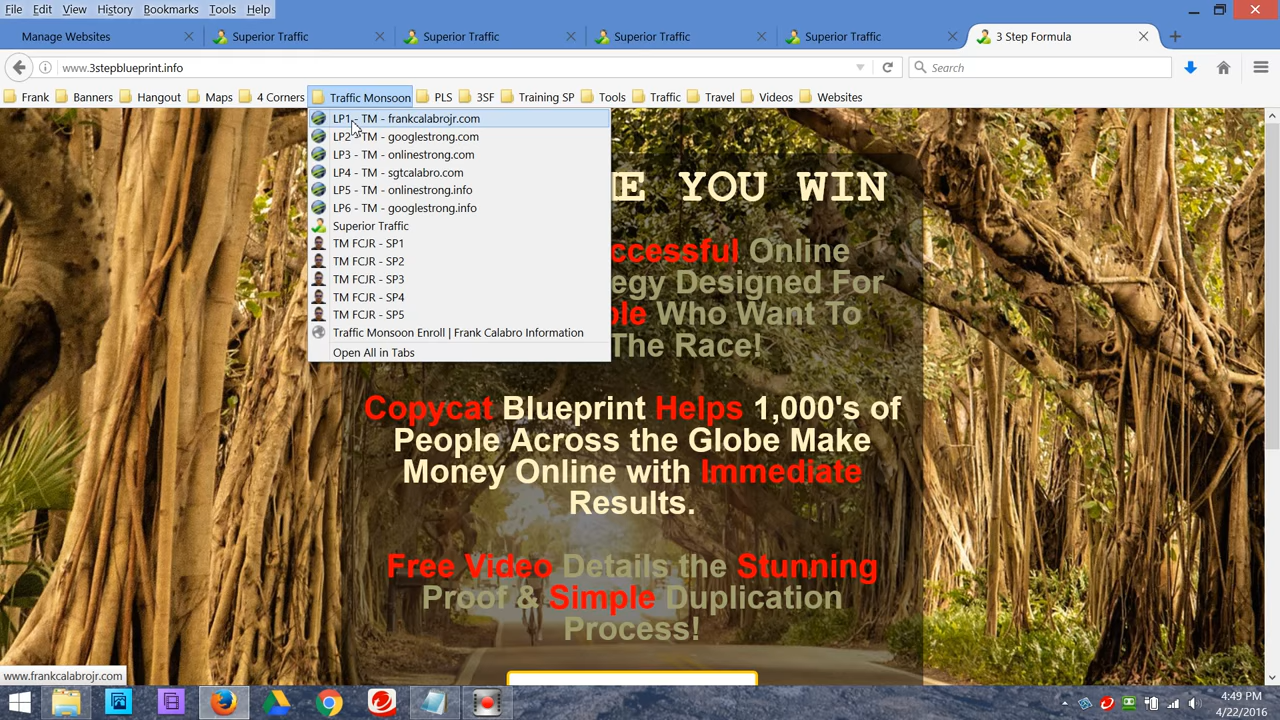 File Edit View History Bookmarks Tools Help
Manage Websites Superior Traffic Superior Traffic Superior Traffic Superior Traffic 3 Step Formula
www.3stepblueprint.info Search
Frank Banners Hangout Maps 4 Corners Traffic Monsoon PLS 3SF Training SP Tools Traffic Travel Videos Websites
LP1 - TM - frankcalabrojr.com
LP2 - TM - googlestrong.com
LP3 - TM - onlinestrong.com
LP4 - TM - sgtcalabro.com
LP5 - TM - onlinestrong.info
LP6 - TM - googlestrong.info
Superior Traffic
TM FCJR - SP1
TM FCJR - SP2
TM FCJR - SP3
TM FCJR - SP4
TM FCJR - SP5
Traffic Monsoon Enroll | Frank Calabro Information
Open All in Tabs
YOU WIN
Online
Designed For
Who Want To
The Race!
Copycat Blueprint Helps 1,000's of
People Across the Globe Make
Money Online with Immediate
Results.
Free Video Details the Stunning
Proof & Simple Duplication
Process!
www.frankcalabrojr.com
4:49 PM
4/22/2016